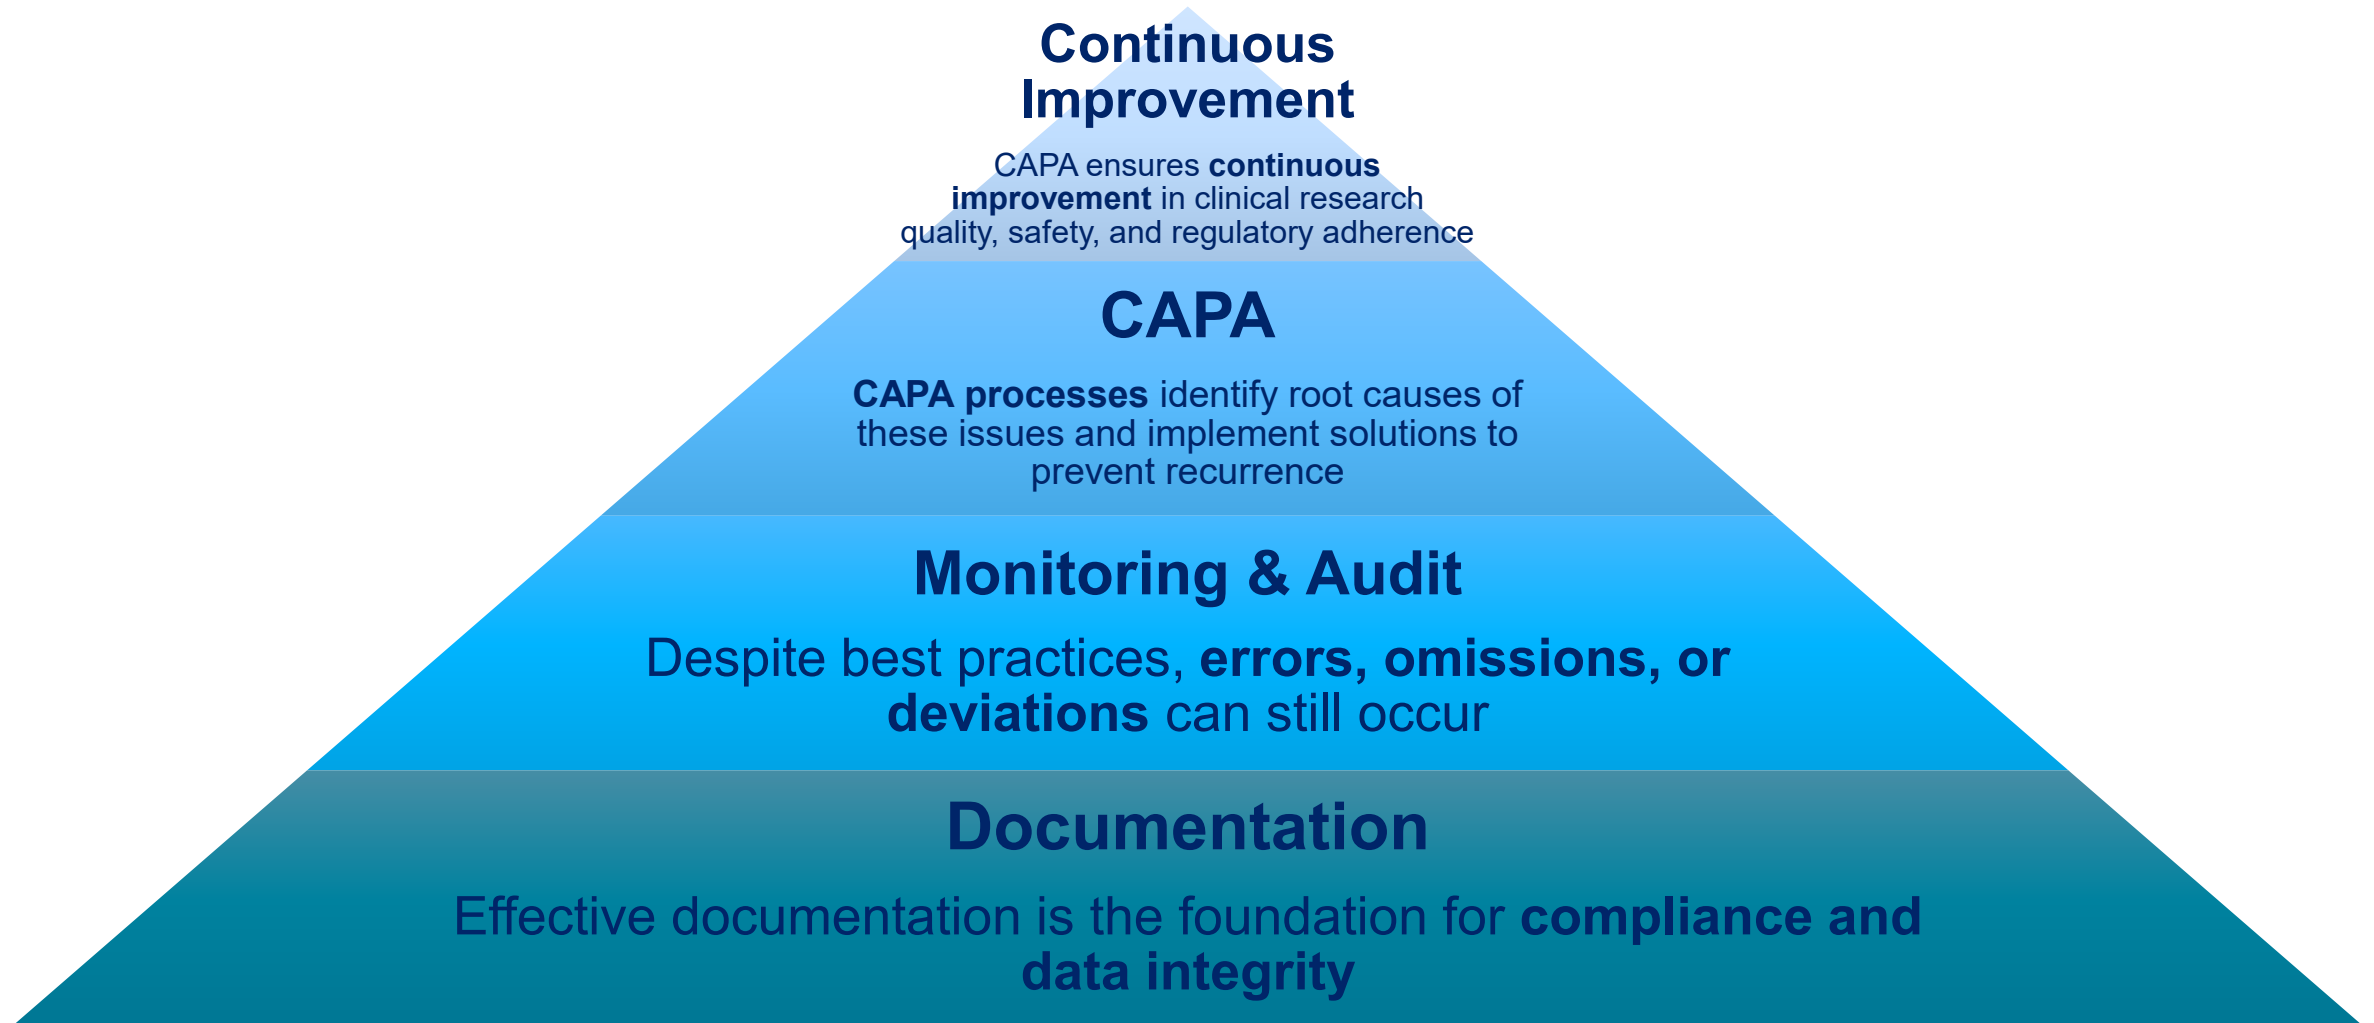 Continuous
Improvement
CAPA ensures continuous
improvement in clinical research
quality, safety, and regulatory adherence
CAPA
CAPA processes identify root causes of
these issues and implement solutions to
prevent recurrence
Monitoring & Audit
Despite best practices, errors, omissions, or
deviations can still occur
Documentation
Effective documentation is the foundation for compliance and
data integrity